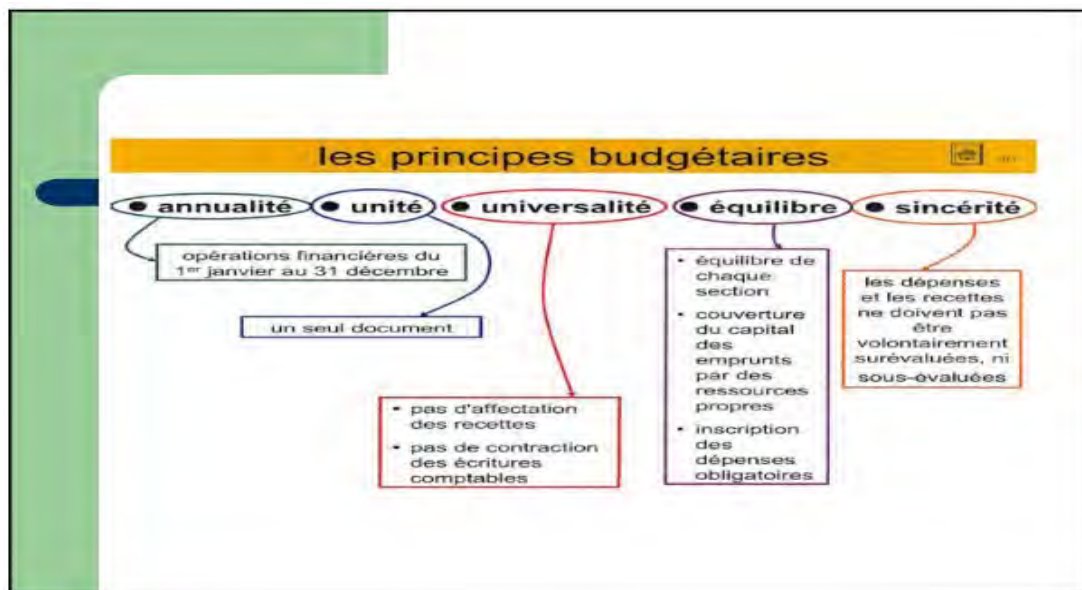 les principes budgétaires
• annualité
• unité
• universalité
• équilibre
• sincérité
opérations financières du
1er janvier au 31 décembre
un seul document
• pas d'affectation
des recettes
• pas de contraction
des écritures
comptables
• équilibre de
chaque
section
• couverture
du capital
des
emprunts
par des
ressources
propres
• inscription
des
dépenses
obligatoires
les dépenses
et les recettes
ne doivent pas
être
volontairement
surévaluées, ni
sous-évaluées